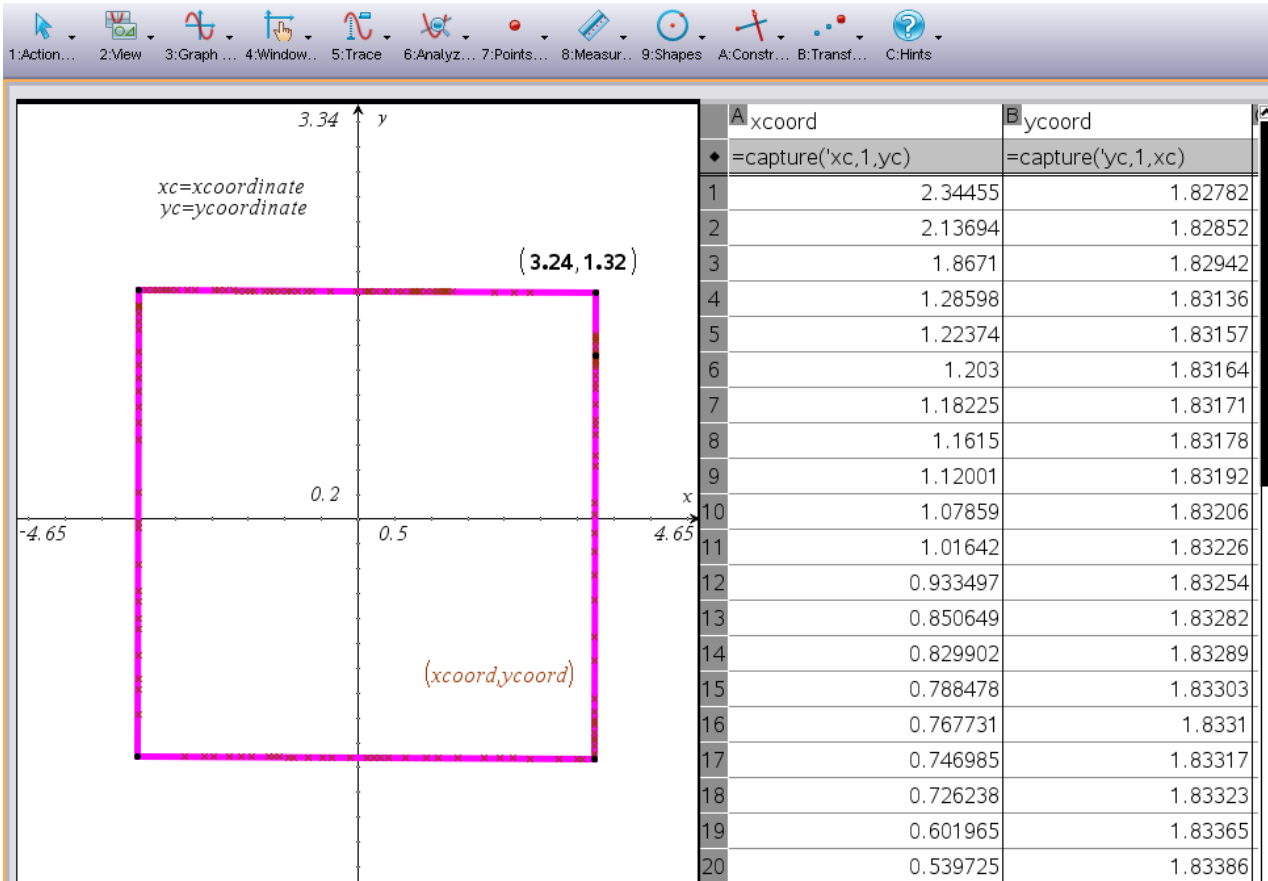 1:Action... 2:View 3:Graph ... 4:Window.. 5:Trace 6:Analyz... 7:Points... 8:Measur.. 9:Shapes A:Constr... B:Transf... C:Hints
3.34 y
xc=xcoordinate
yc=ycoordinate
(3.24,1.32)
0.2 x
-4.65 0.5 4.65
(xcoord,ycoord)
A xcoord B ycoord
◆ =capture('xc,1,yc) =capture('yc,1,xc)
1 2.34455 1.82782
2 2.13694 1.82852
3 1.8671 1.82942
4 1.28598 1.83136
5 1.22374 1.83157
6 1.203 1.83164
7 1.18225 1.83171
8 1.1615 1.83178
9 1.12001 1.83192
10 1.07859 1.83206
11 1.01642 1.83226
12 0.933497 1.83254
13 0.850649 1.83282
14 0.829902 1.83289
15 0.788478 1.83303
16 0.767731 1.8331
17 0.746985 1.83317
18 0.726238 1.83323
19 0.601965 1.83365
20 0.539725 1.83386